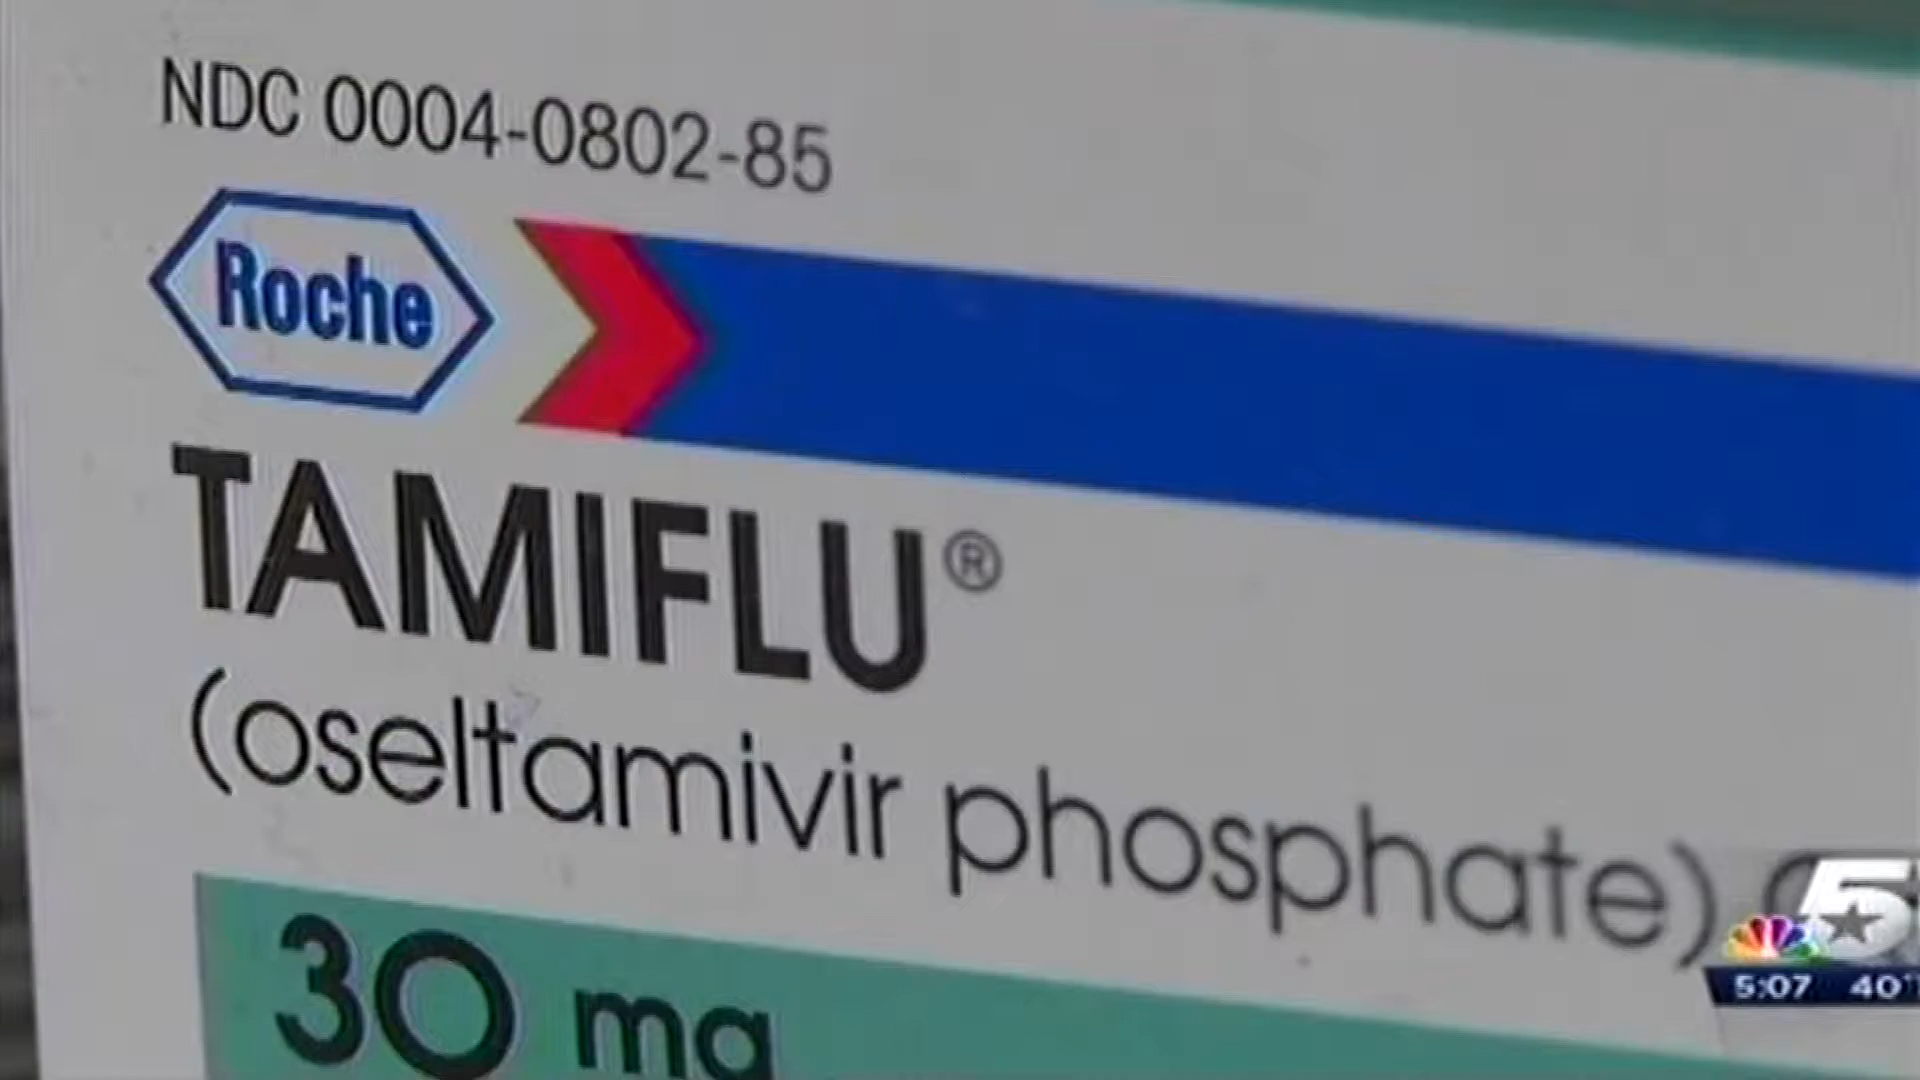 NDC 0004-0802-85
Roche
TAMIFLU®
(oseltamivir phosphate)
30 mg
5
5:07 40°